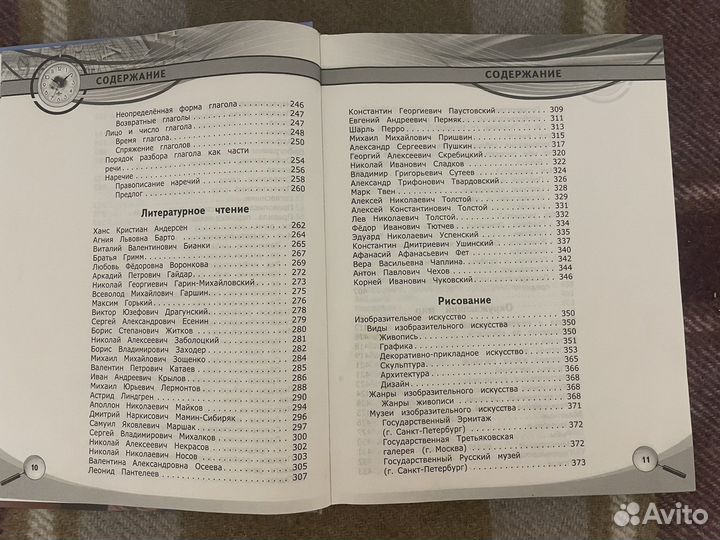 СОДЕРЖАНИЕ
Неопределённая форма глагола 246
Возвратные глаголы 247
Лицо и число глагола 247
Время глагола 248
Спряжение глаголов 250
Порядок разбора глагола как части
речи 254
Наречие 256
Правописание наречий 258
Предлог 260
Литературное чтение
Ханс Кристиан Андерсен 262
Агния Львовна Барто 264
Виталий Валентинович Бианки 265
Братья Гримм 267
Любовь Фёдоровна Воронкова 269
Аркадий Петрович Гайдар 271
Николай Георгиевич Гарин-Михайловский 273
Всеволод Михайлович Гаршин 275
Максим Горький 277
Виктор Юзефович Драгунский 278
Сергей Александрович Есенин 279
Борис Степанович Житков 280
Николай Алексеевич Заболоцкий 281
Борис Владимирович Заходер 282
Михаил Михайлович Зощенко 284
Валентин Петрович Катаев 285
Иван Андреевич Крылов 286
Михаил Юрьевич Лермонтов 288
Астрид Линдгрен 290
Аполлон Николаевич Майков 294
Дмитрий Наркисович Мамин-Сибиряк 296
Самуил Яковлевич Маршак 297
Сергей Владимирович Михалков 300
Николай Алексеевич Некрасов 302
Николай Николаевич Носов 303
Валентина Александровна Осеева 305
Леонид Пантелеев 307
10
СОДЕРЖАНИЕ
Константин Георгиевич Паустовский 309
Евгений Андреевич Пермяк 311
Шарль Перро 313
Михаил Михайлович Пришвин 315
Александр Сергеевич Пушкин 317
Георгий Алексеевич Скребицкий 320
Николай Иванович Сладков 322
Владимир Григорьевич Сутеев 324
Александр Трифонович Твардовский 326
Марк Твен 328
Алексей Николаевич Толстой 329
Алексей Константинович Толстой 331
Лев Николаевич Толстой 332
Фёдор Иванович Тютчев 334
Эдуард Николаевич Успенский 335
Константин Дмитриевич Ушинский 337
Афанасий Афанасьевич Фет 340
Вера Васильевна Чаплина 342
Антон Павлович Чехов 344
Корней Иванович Чуковский 346
Рисование
Изобразительное искусство 350
Виды изобразительного искусства 350
Живопись 350
Графика 351
Декоративно-прикладное искусство 353
Скульптура 365
Архитектура 366
Дизайн 368
Жанры изобразительного искусства 368
Жанры живописи 368
Музеи изобразительного искусства 371
Государственный Эрмитаж
(г. Санкт-Петербург) 372
Государственная Третьяковская
галерея (г. Москва) 372
Государственный Русский музей
(г. Санкт-Петербург) 373
11
Avito